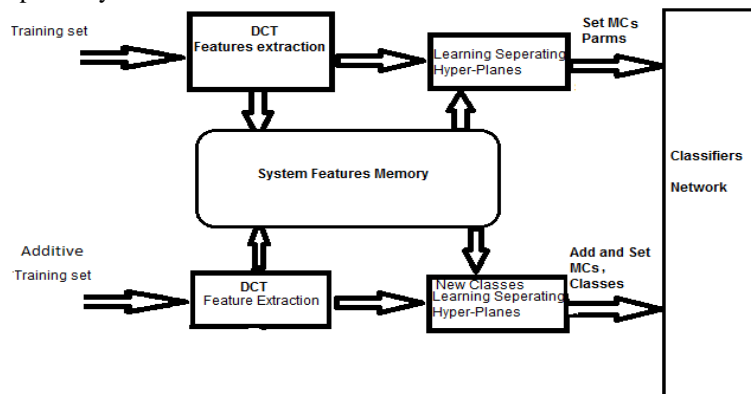 Training set
DCT
Features extraction
Learning Seperating
Hyper-Planes
Set MCs
Parms
Classifiers
Network
System Features Memory
Additive
Training set
DCT
Feature Extraction
New Classes
Learning Seperating
Hyper-Planes
Add and Set
MCs,
Classes